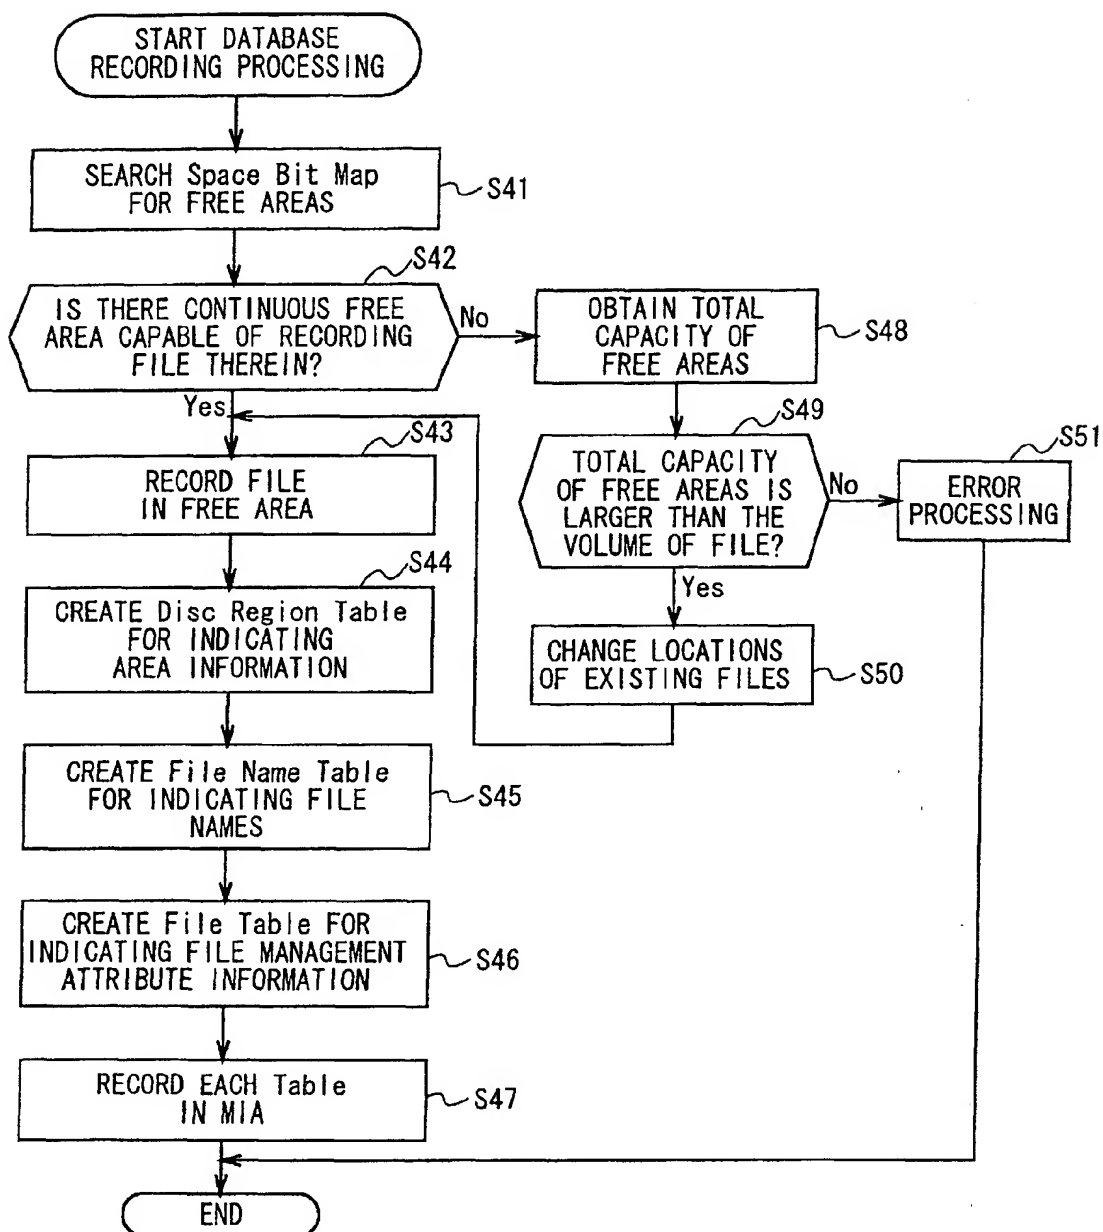 START DATABASE
RECORDING PROCESSING
SEARCH Space Bit Map
FOR FREE AREAS
S41
S42
IS THERE CONTINUOUS FREE
AREA CAPABLE OF RECORDING
FILE THEREIN?
No
Yes
OBTAIN TOTAL
CAPACITY OF
FREE AREAS
S48
S49
TOTAL CAPACITY
OF FREE AREAS IS
LARGER THAN THE
VOLUME OF FILE?
No
Yes
S51
ERROR
PROCESSING
S43
RECORD FILE
IN FREE AREA
S44
CREATE Disc Region Table
FOR INDICATING
AREA INFORMATION
CHANGE LOCATIONS
OF EXISTING FILES
S50
CREATE File Name Table
FOR INDICATING FILE
NAMES
S45
CREATE File Table FOR
INDICATING FILE MANAGEMENT
ATTRIBUTE INFORMATION
S46
RECORD EACH Table
IN MIA
S47
END